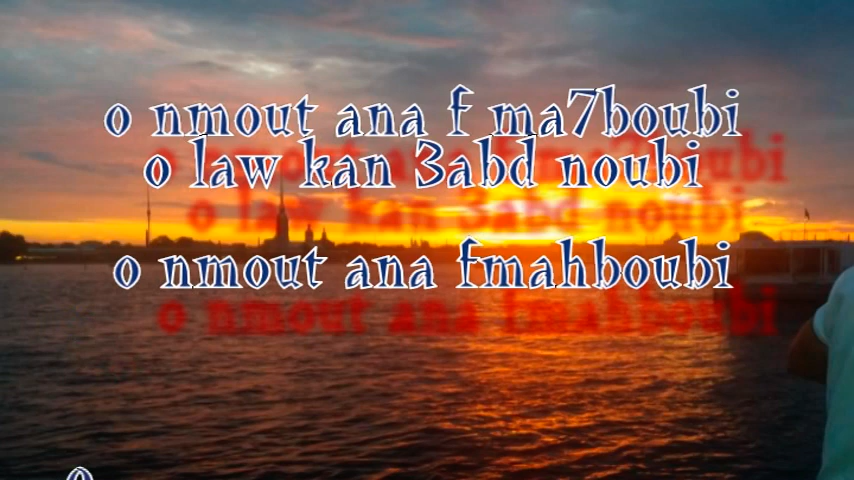 o nmout ana f ma7boubi
o law kan 3abd noubi
o nmout ana fmahboubi